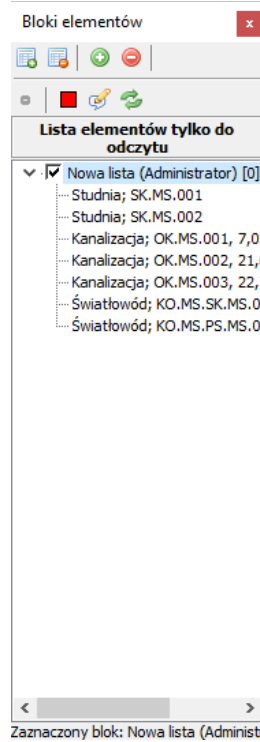 Bloki elementów
x
Lista elementów tylko do
odczytu
Nowa lista (Administrator) [0]
Studnia; SK.MS.001
Studnia; SK.MS.002
Kanalizacja; OK.MS.001, 7,0
Kanalizacja; OK.MS.002, 21,
Kanalizacja; OK.MS.003, 22,
Światłowód; KO.MS.SK.MS.0
Światłowód; KO.MS.PS.MS.0
Zaznaczony blok: Nowa lista (Administ